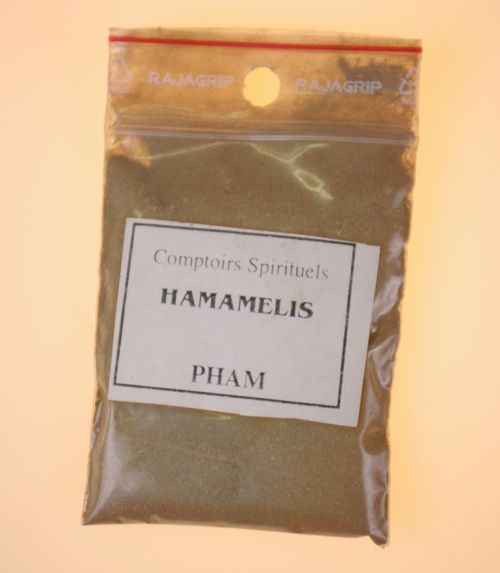 RAJAGRIP RAJAGRIP
Comptoirs Spirituels
HAMAMELIS
PHAM